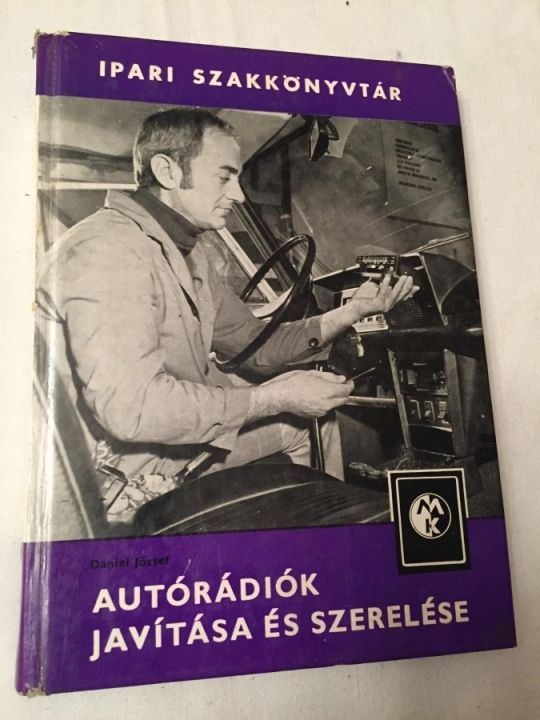 IPARI SZAKKÖNYVTÁR
MK
Dániel József
AUTÓRÁDIÓK
JAVÍTÁSA ÉS SZERELÉSE